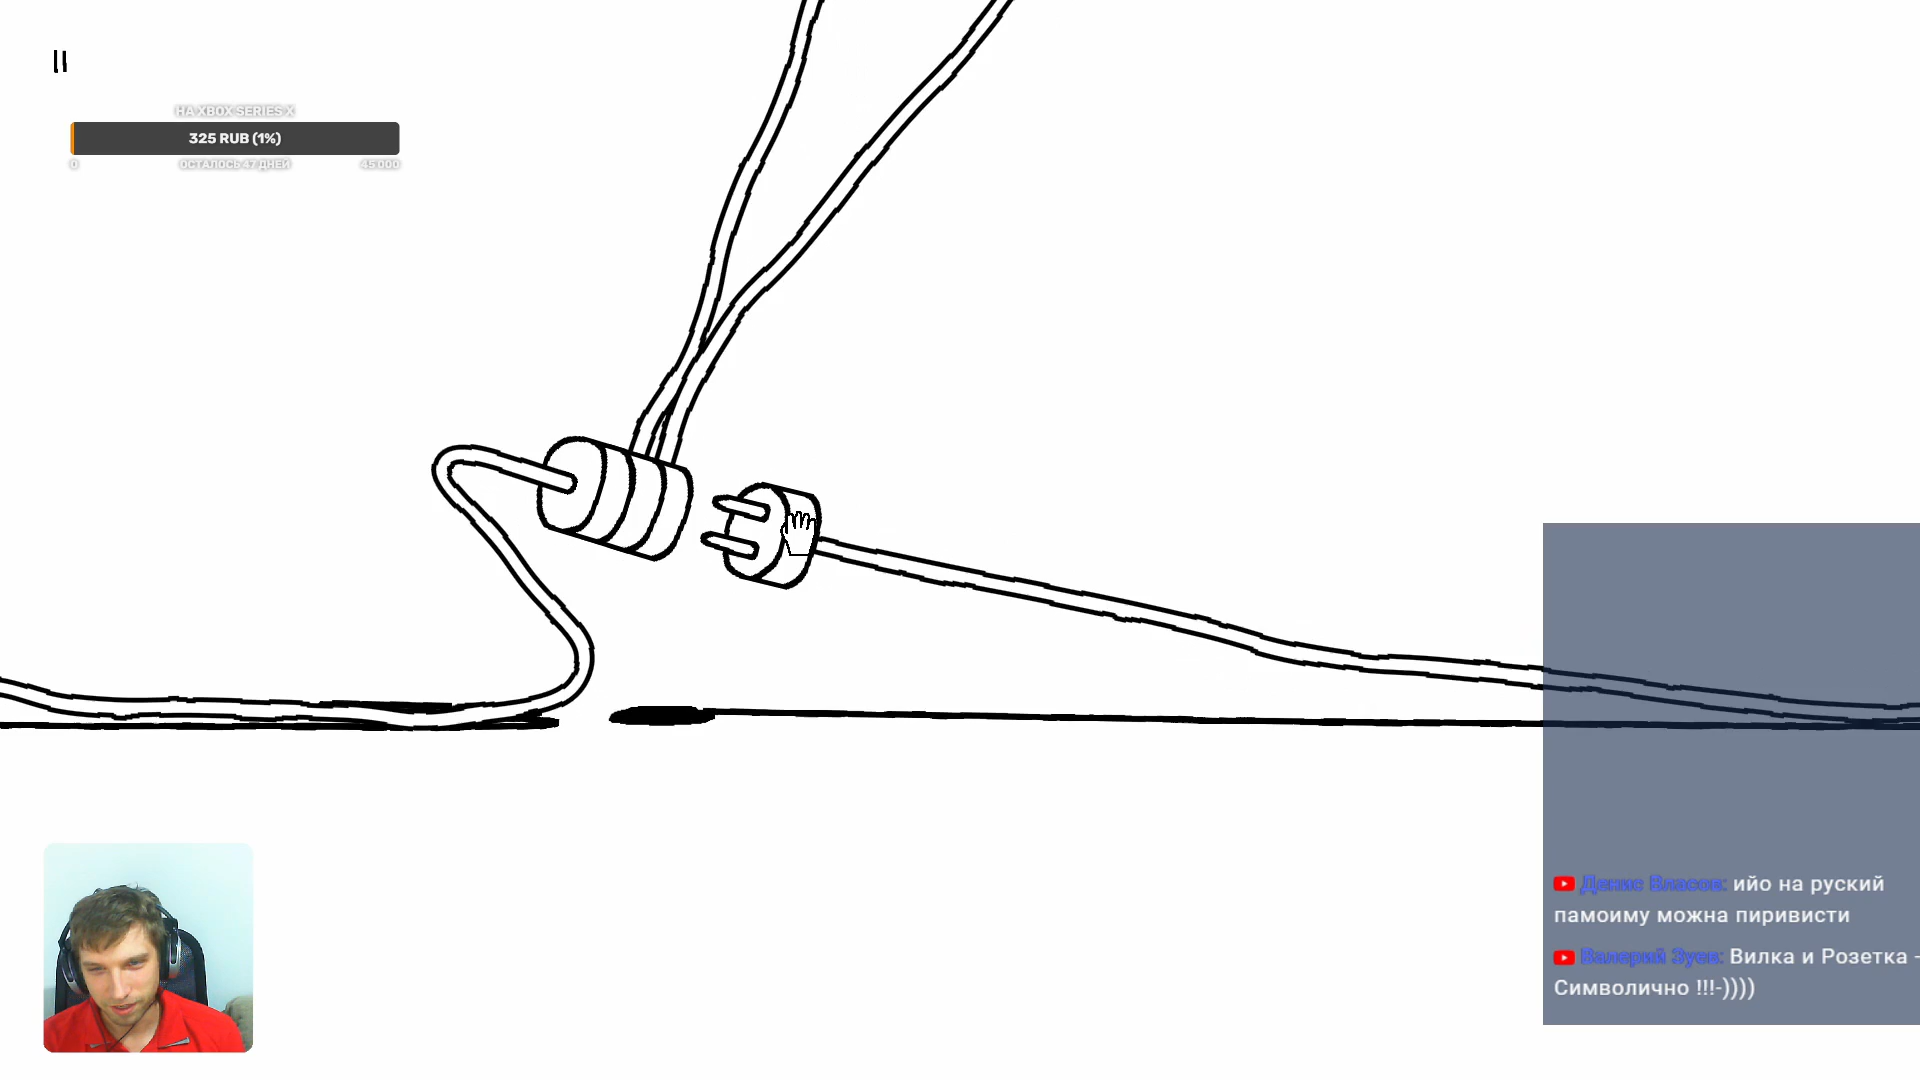 НА XBOX SERIES X
325 RUB (1%)
0 ОСТАЛОСЬ 47 ДНЕЙ 45 000
Денис Власов: ийо на руский
памоиму можна пиривисти
Валерий Зуев: Вилка и Розетка -
Символично !!!-))))